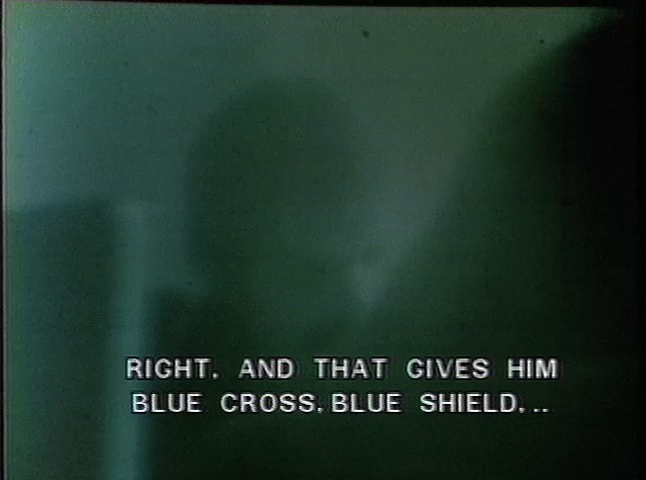 RIGHT. AND THAT GIVES HIM
BLUE CROSS, BLUE SHIELD...